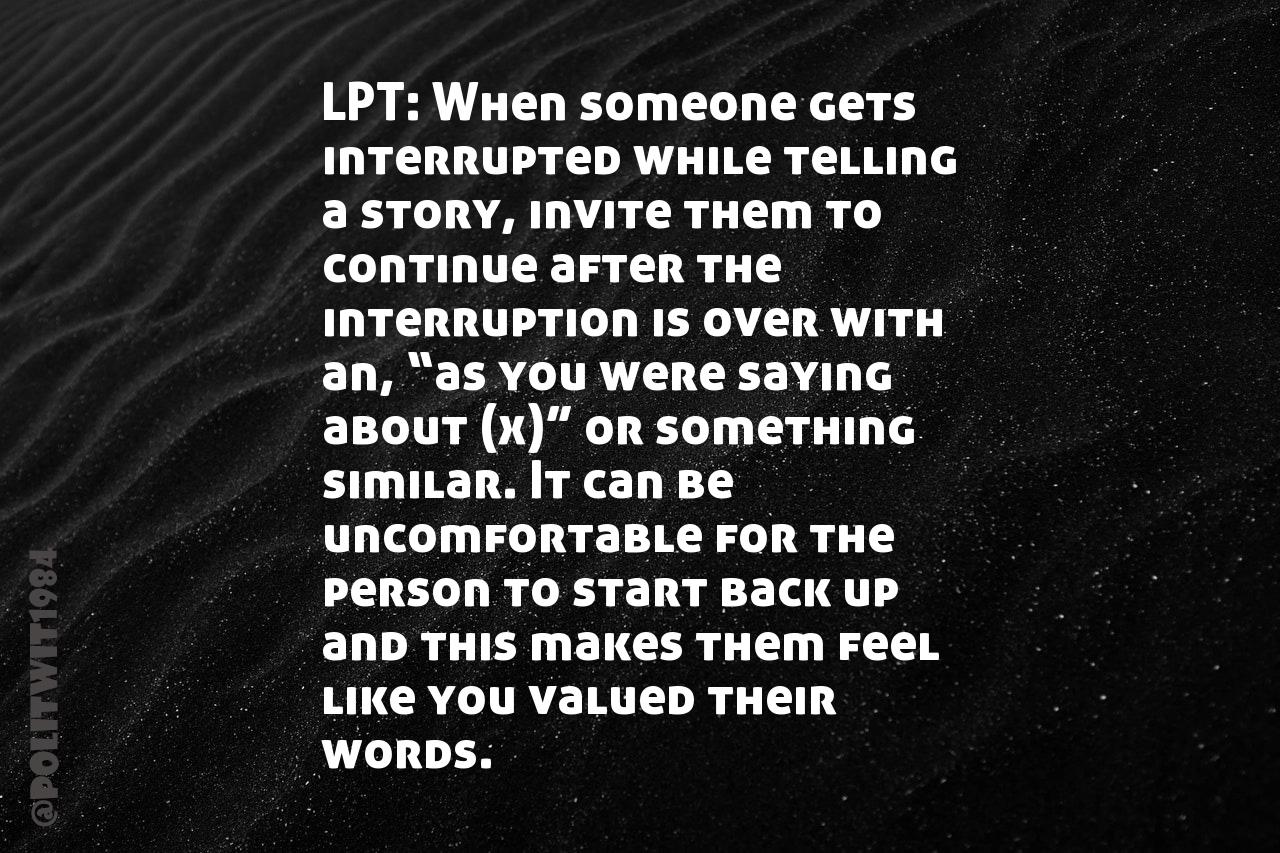 LPT: When someone gets
interrupted while telling
a story, invite them to
continue after the
interruption is over with
an, “as you were saying
about (x)” or something
similar. It can be
uncomfortable for the
person to start back up
and this makes them feel
like you valued their
words.
@POLITWIT1984